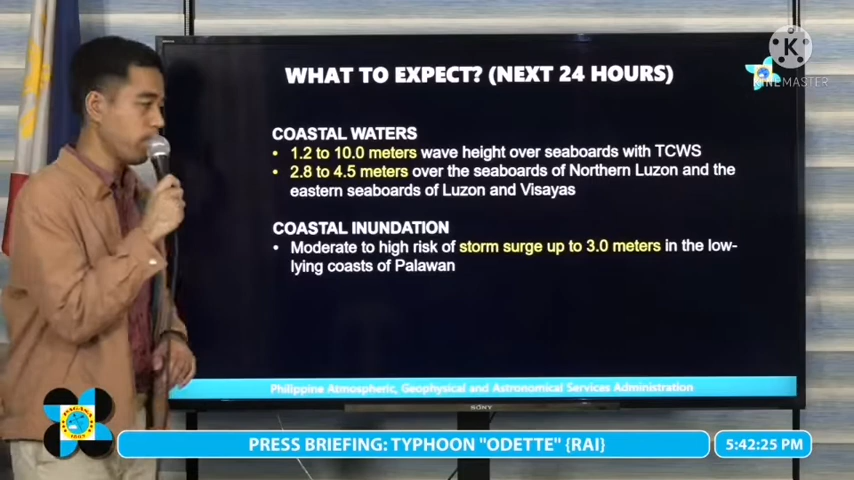 K
KINEMASTER
WHAT TO EXPECT? (NEXT 24 HOURS)
COASTAL WATERS
• 1.2 to 10.0 meters wave height over seaboards with TCWS
• 2.8 to 4.5 meters over the seaboards of Northern Luzon and the
eastern seaboards of Luzon and Visayas
COASTAL INUNDATION
• Moderate to high risk of storm surge up to 3.0 meters in the low-
lying coasts of Palawan
Philippine Atmospheric, Geophysical and Astronomical Services Administration
SONY
PRESS BRIEFING: TYPHOON "ODETTE" {RAI}
5:42:25 PM